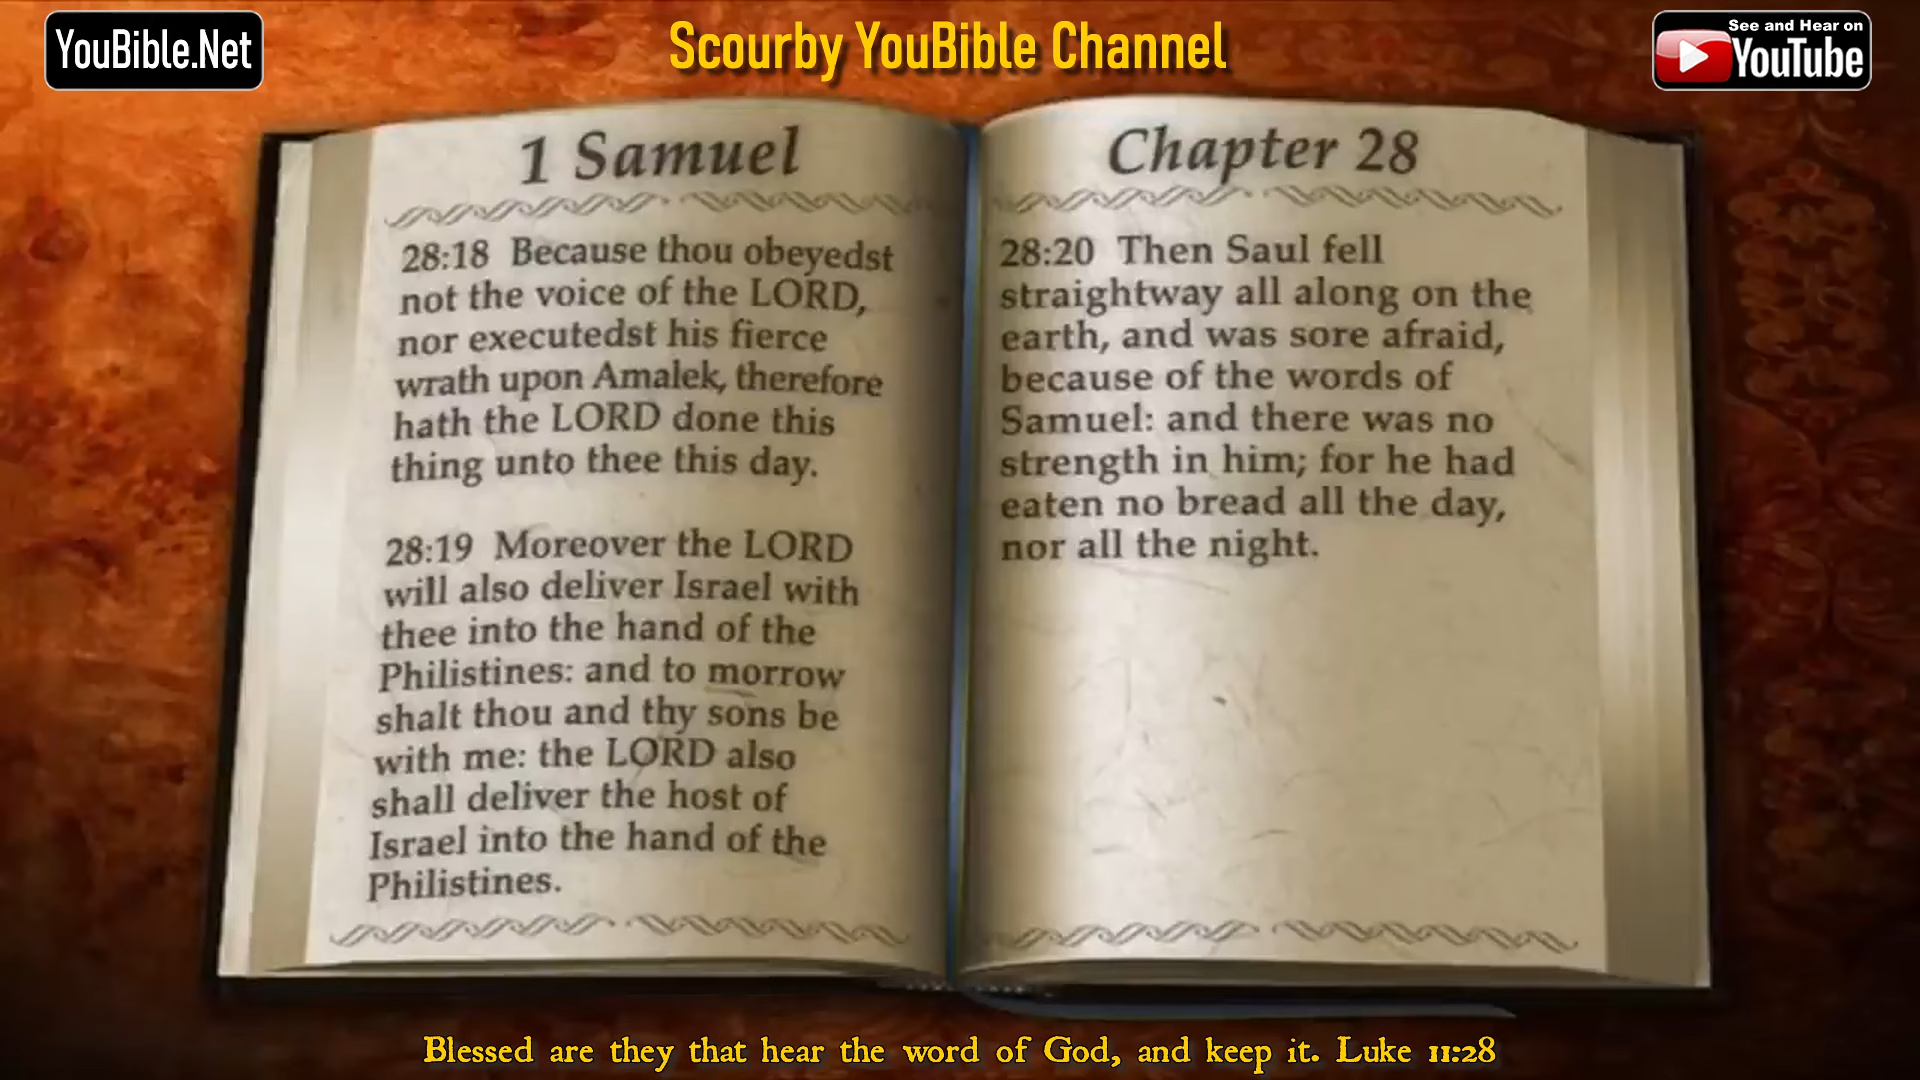 YouBible.Net
Scourby YouBible Channel
See and Hear on
YouTube
1 Samuel
28:18 Because thou obeyedst
not the voice of the LORD,
nor executedst his fierce
wrath upon Amalek, therefore
hath the LORD done this
thing unto thee this day.
28:19 Moreover the LORD
will also deliver Israel with
thee into the hand of the
Philistines: and to morrow
shalt thou and thy sons be
with me: the LORD also
shall deliver the host of
Israel into the hand of the
Philistines.
Chapter 28
28:20 Then Saul fell
straightway all along on the
earth, and was sore afraid,
because of the words of
Samuel: and there was no
strength in him; for he had
eaten no bread all the day,
nor all the night.
Blessed are they that hear the word of God, and keep it. Luke 11:28